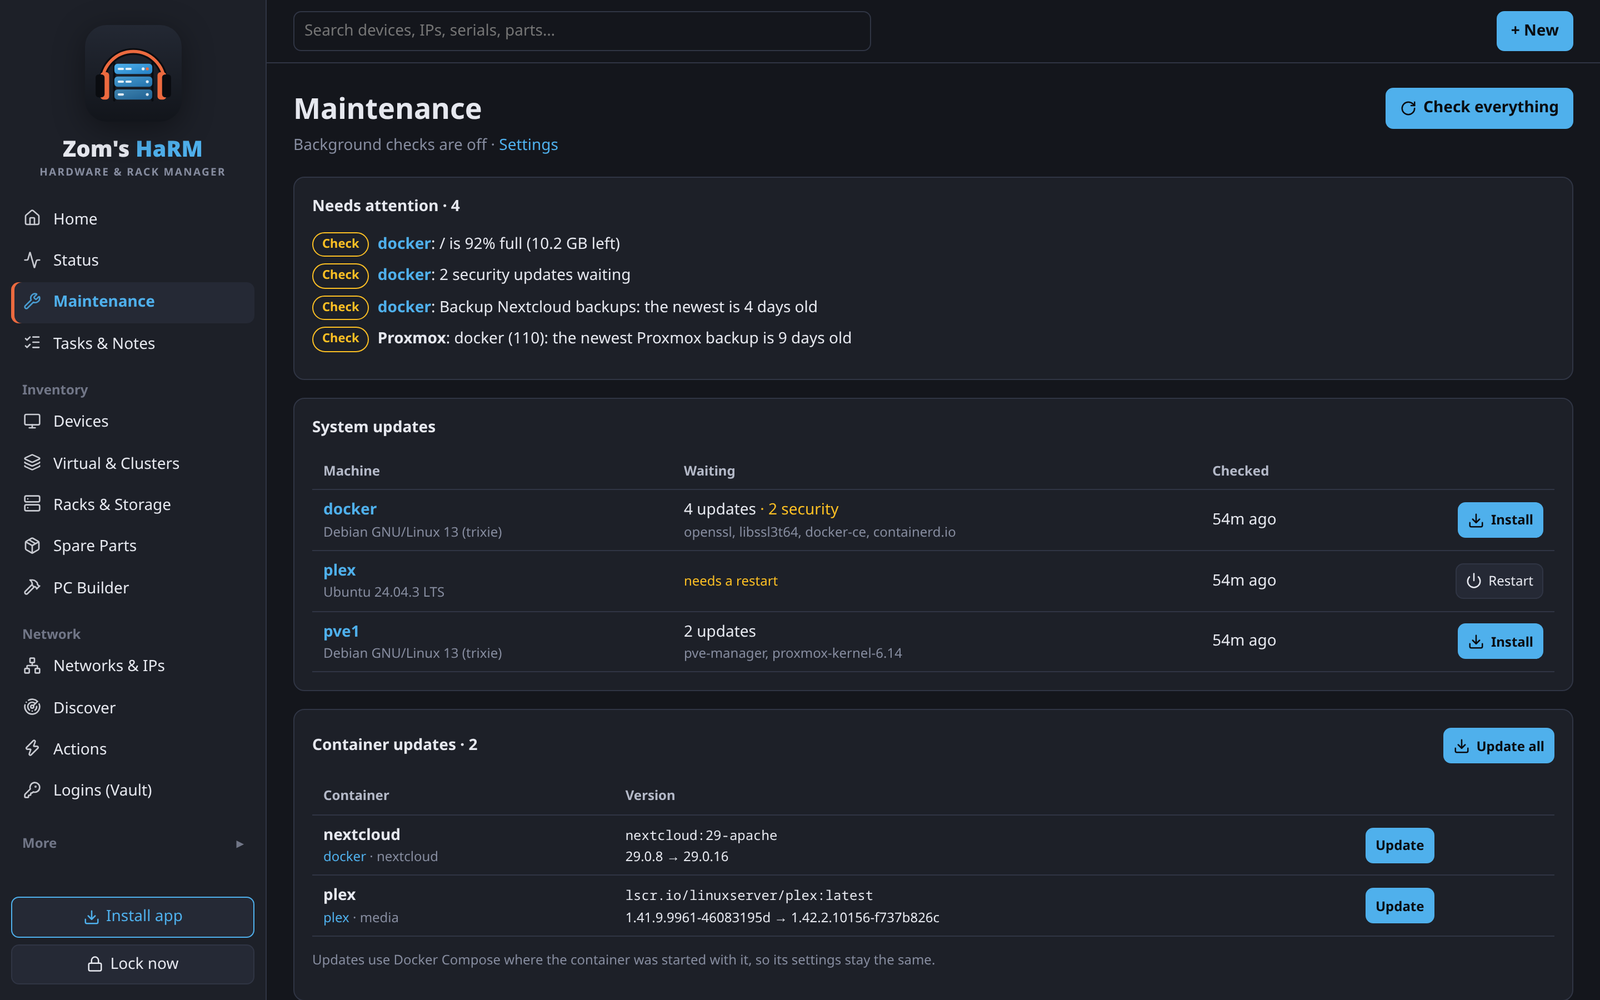 Search devices, IPs, serials, parts...
+ New
Zom's HaRM
HARDWARE & RACK MANAGER
Home
Status
Maintenance
Tasks & Notes
Inventory
Devices
Virtual & Clusters
Racks & Storage
Spare Parts
PC Builder
Network
Networks & IPs
Discover
Actions
Logins (Vault)
More
Install app
Lock now
Maintenance
Check everything
Background checks are off · Settings
Needs attention · 4
Check docker: / is 92% full (10.2 GB left)
Check docker: 2 security updates waiting
Check docker: Backup Nextcloud backups: the newest is 4 days old
Check Proxmox: docker (110): the newest Proxmox backup is 9 days old
System updates
Machine Waiting Checked
docker 4 updates · 2 security 54m ago Install
Debian GNU/Linux 13 (trixie) openssl, libssl3t64, docker-ce, containerd.io
plex needs a restart 54m ago Restart
Ubuntu 24.04.3 LTS
pve1 2 updates 54m ago Install
Debian GNU/Linux 13 (trixie) pve-manager, proxmox-kernel-6.14
Container updates · 2
Update all
Container Version
nextcloud nextcloud:29-apache Update
docker · nextcloud 29.0.8 → 29.0.16
plex lscr.io/linuxserver/plex:latest Update
plex · media 1.41.9.9961-46083195d → 1.42.2.10156-f737b826c
Updates use Docker Compose where the container was started with it, so its settings stay the same.